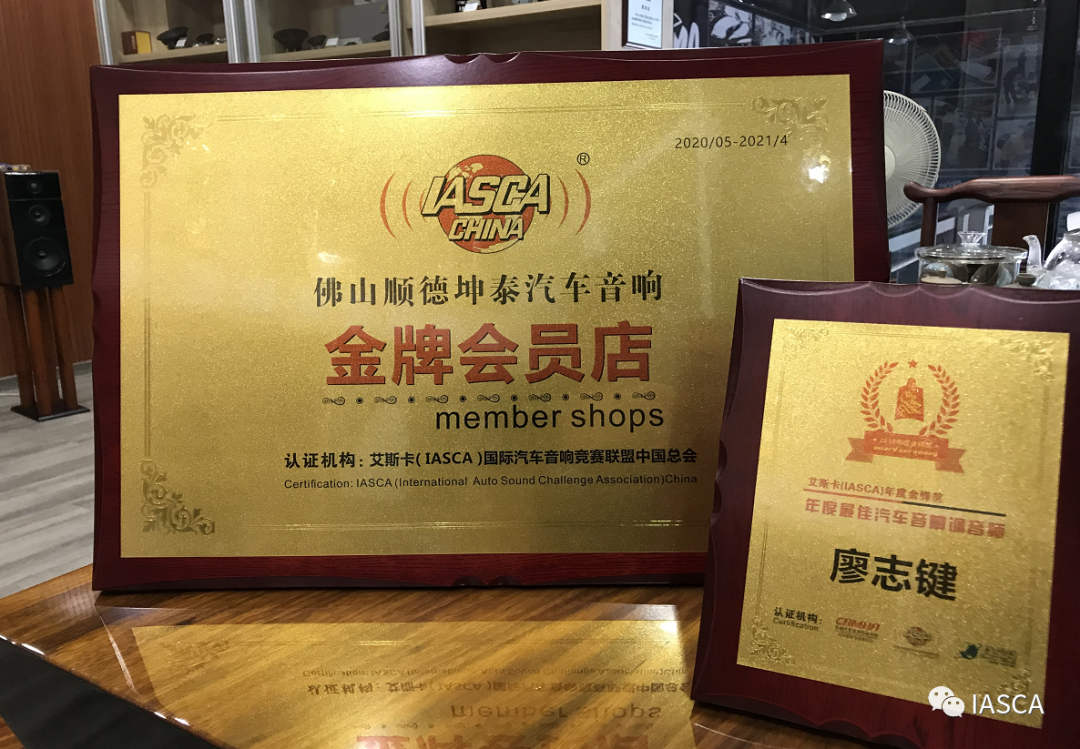 2020/05-2021/4
IASCA
®
CHINA
佛山顺德坤泰汽车音响
金牌会员店
member shops
认证机构：艾斯卡(IASCA)国际汽车音响竞赛联盟中国总会
Certification: IASCA (International Auto Sound Challenge Association)China
艾斯卡(IASCA)年度金锋奖
年度最佳汽车音响调音师
廖志键
认证机构：
Certification
IASCA